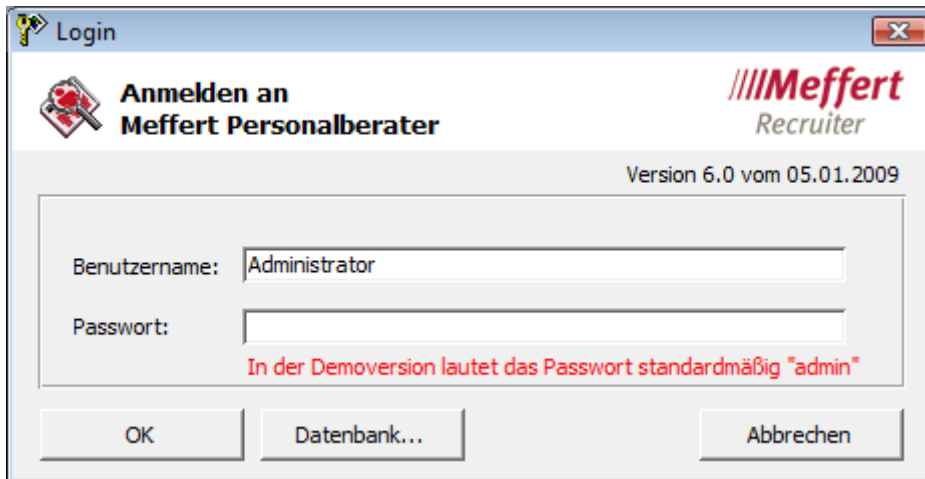 Login
Anmelden an
Meffert Personalberater
////Meffert
Recruiter
Version 6.0 vom 05.01.2009
Benutzername:
Administrator
Passwort:
In der Demoversion lautet das Passwort standardmäßig "admin"
OK
Datenbank...
Abbrechen